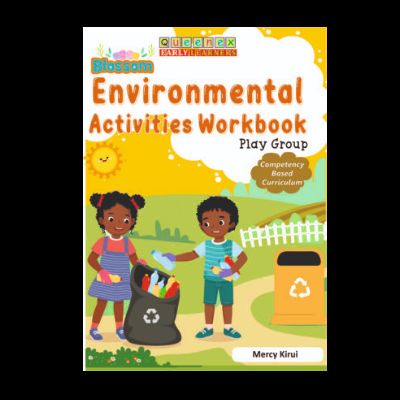 Queenex
EARLY LEARNERS
Blossom
Environmental
Activities Workbook
Play Group
Competency
Based
Curriculum
Mercy Kirui